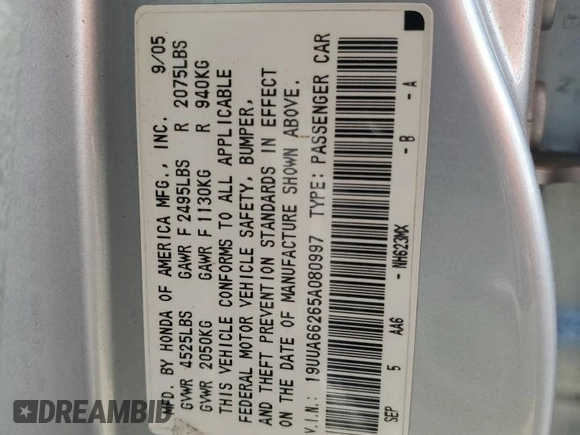 MFD. BY HONDA OF AMERICA MFG., INC. 9/05
GVWR 4525LBS GAWR F 2495LBS R 2075LBS
GVWR 2050KG GAWR F 1130KG R 940KG
THIS VEHICLE CONFORMS TO ALL APPLICABLE
FEDERAL MOTOR VEHICLE SAFETY, BUMPER,
AND THEFT PREVENTION STANDARDS IN EFFECT
ON THE DATE OF MANUFACTURE SHOWN ABOVE.
V.I.N.: 19UUA66265A080997 TYPE: PASSENGER CAR
SEP 5 AA6 - NH623MX - B - A
DREAMBID